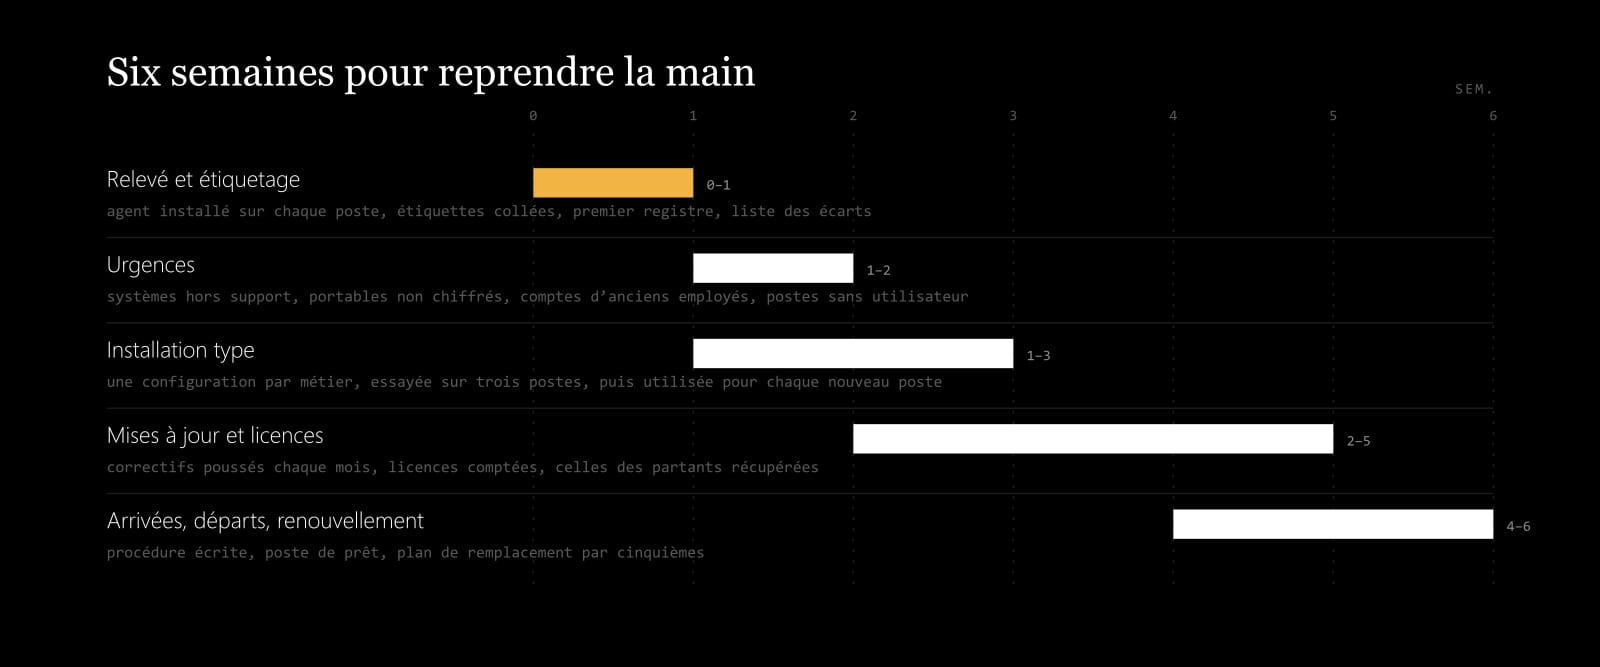 Six semaines pour reprendre la main
SEM.
0 1 2 3 4 5 6
Relevé et étiquetage
0–1
agent installé sur chaque poste, étiquettes collées, premier registre, liste des écarts
Urgences
1–2
systèmes hors support, portables non chiffrés, comptes d’anciens employés, postes sans utilisateur
Installation type
1–3
une configuration par métier, essayée sur trois postes, puis utilisée pour chaque nouveau poste
Mises à jour et licences
2–5
correctifs poussés chaque mois, licences comptées, celles des partants récupérées
Arrivées, départs, renouvellement
4–6
procédure écrite, poste de prêt, plan de remplacement par cinquièmes